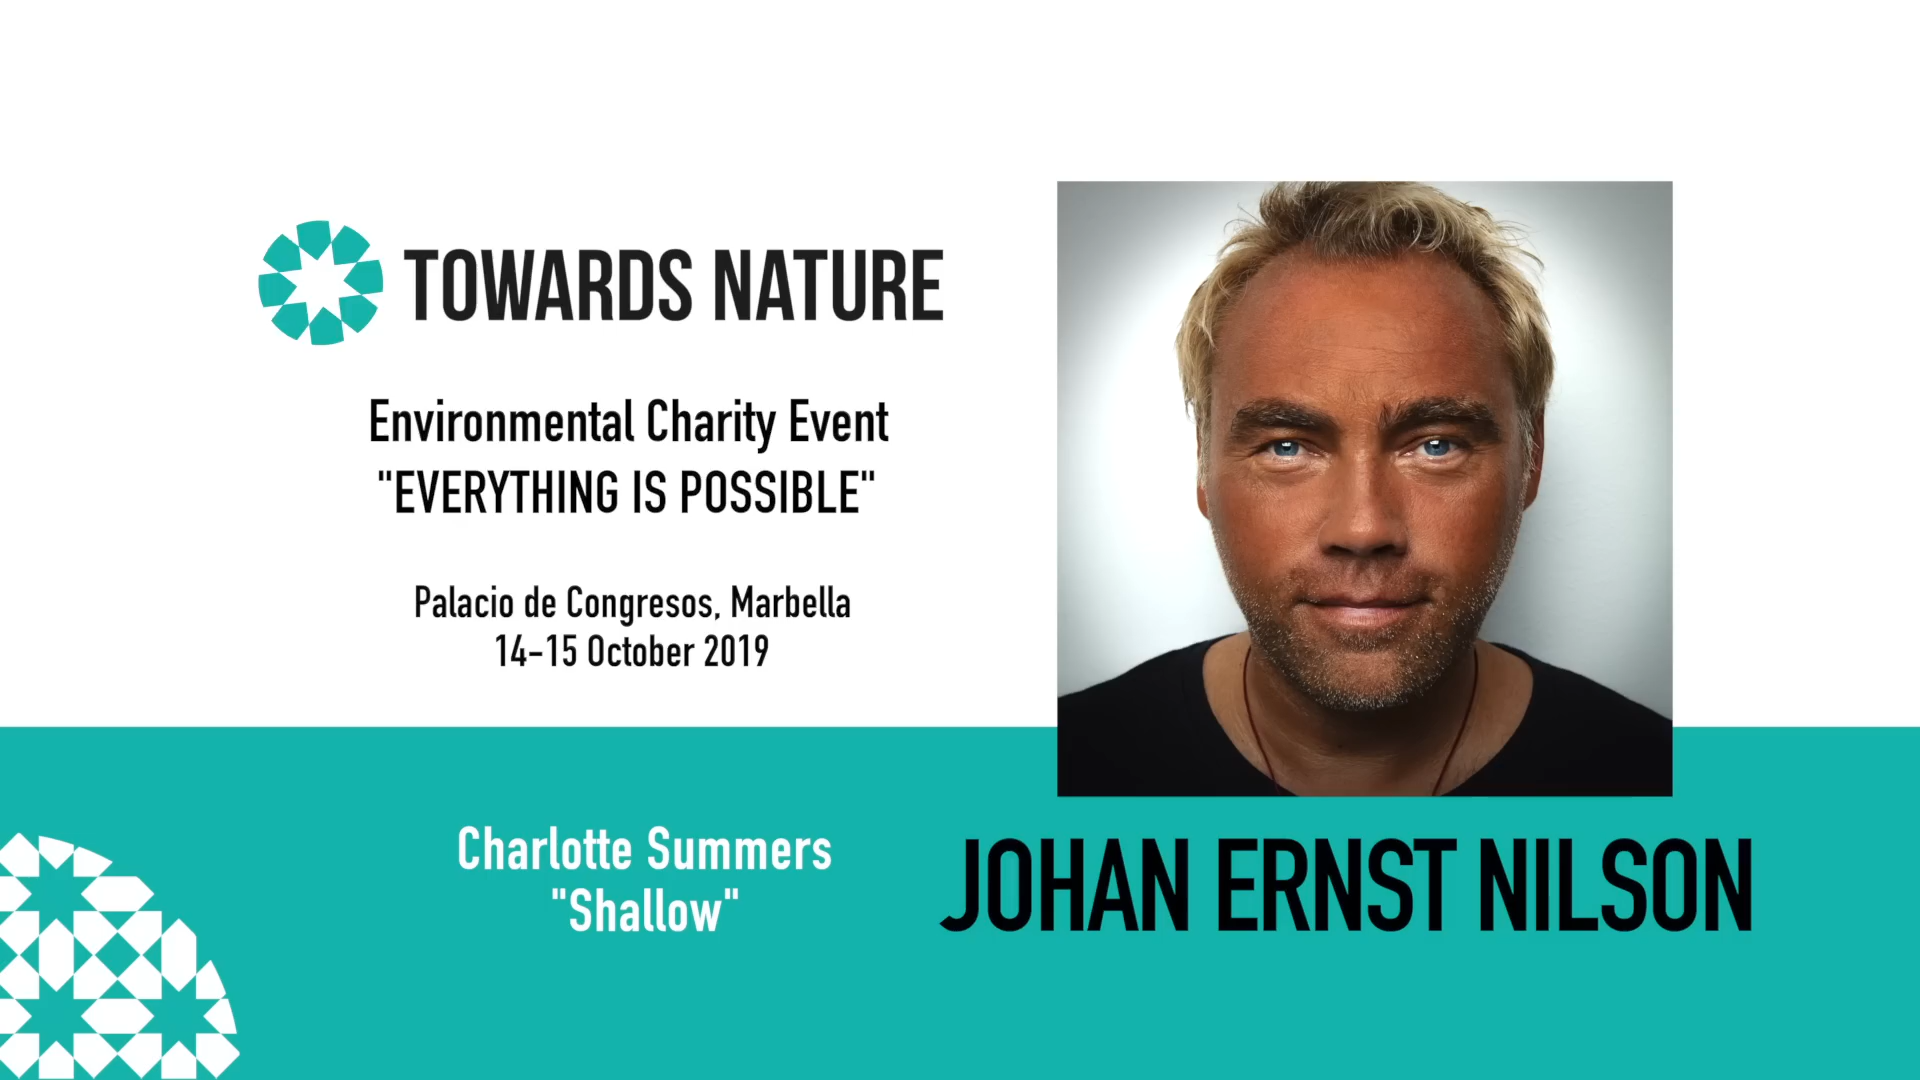 TOWARDS NATURE
Environmental Charity Event
"EVERYTHING IS POSSIBLE"
Palacio de Congresos, Marbella
14-15 October 2019
Charlotte Summers
"Shallow"
JOHAN ERNST NILSON